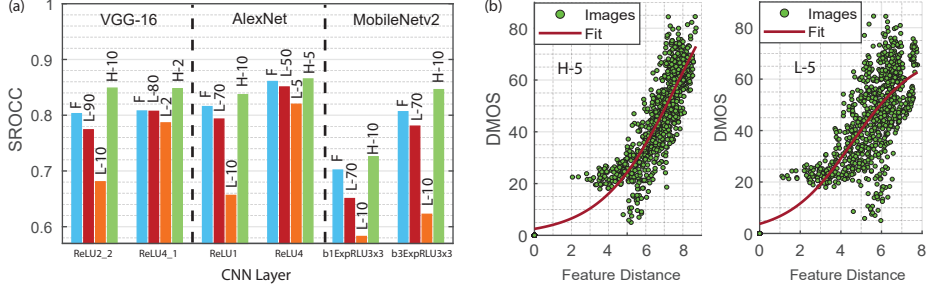 (a)
VGG-16
AlexNet
MobileNetv2
SROCC
1
0.9
0.8
0.7
0.6
F
L-90
L-10
H-10
F
L-80
L-2
H-2
F
L-70
L-10
H-10
F
L-50
L-5
H-5
F
L-70
L-10
H-10
F
L-70
L-10
H-10
ReLU2_2
ReLU4_1
ReLU1
ReLU4
b1ExpRLU3x3
b3ExpRLU3x3
CNN Layer
(b)
Images
Fit
H-5
DMOS
80
60
40
20
0
0 2 4 6 8
Feature Distance
Images
Fit
L-5
DMOS
80
60
40
20
0
0 2 4 6 8
Feature Distance